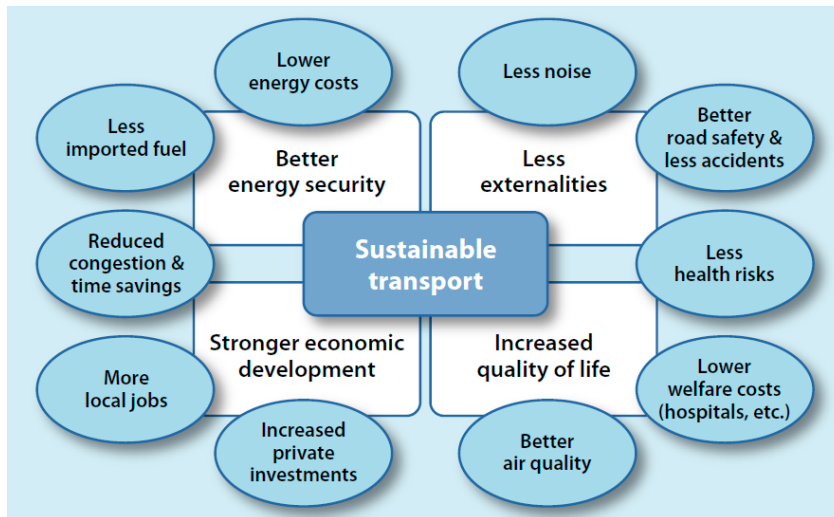 Lower
energy costs
Less noise
Less
imported fuel
Better
energy security
Less
externalities
Better
road safety &
less accidents
Reduced
congestion &
time savings
Sustainable
transport
Less
health risks
More
local jobs
Stronger economic
development
Increased
quality of life
Lower
welfare costs
(hospitals, etc.)
Increased
private
investments
Better
air quality